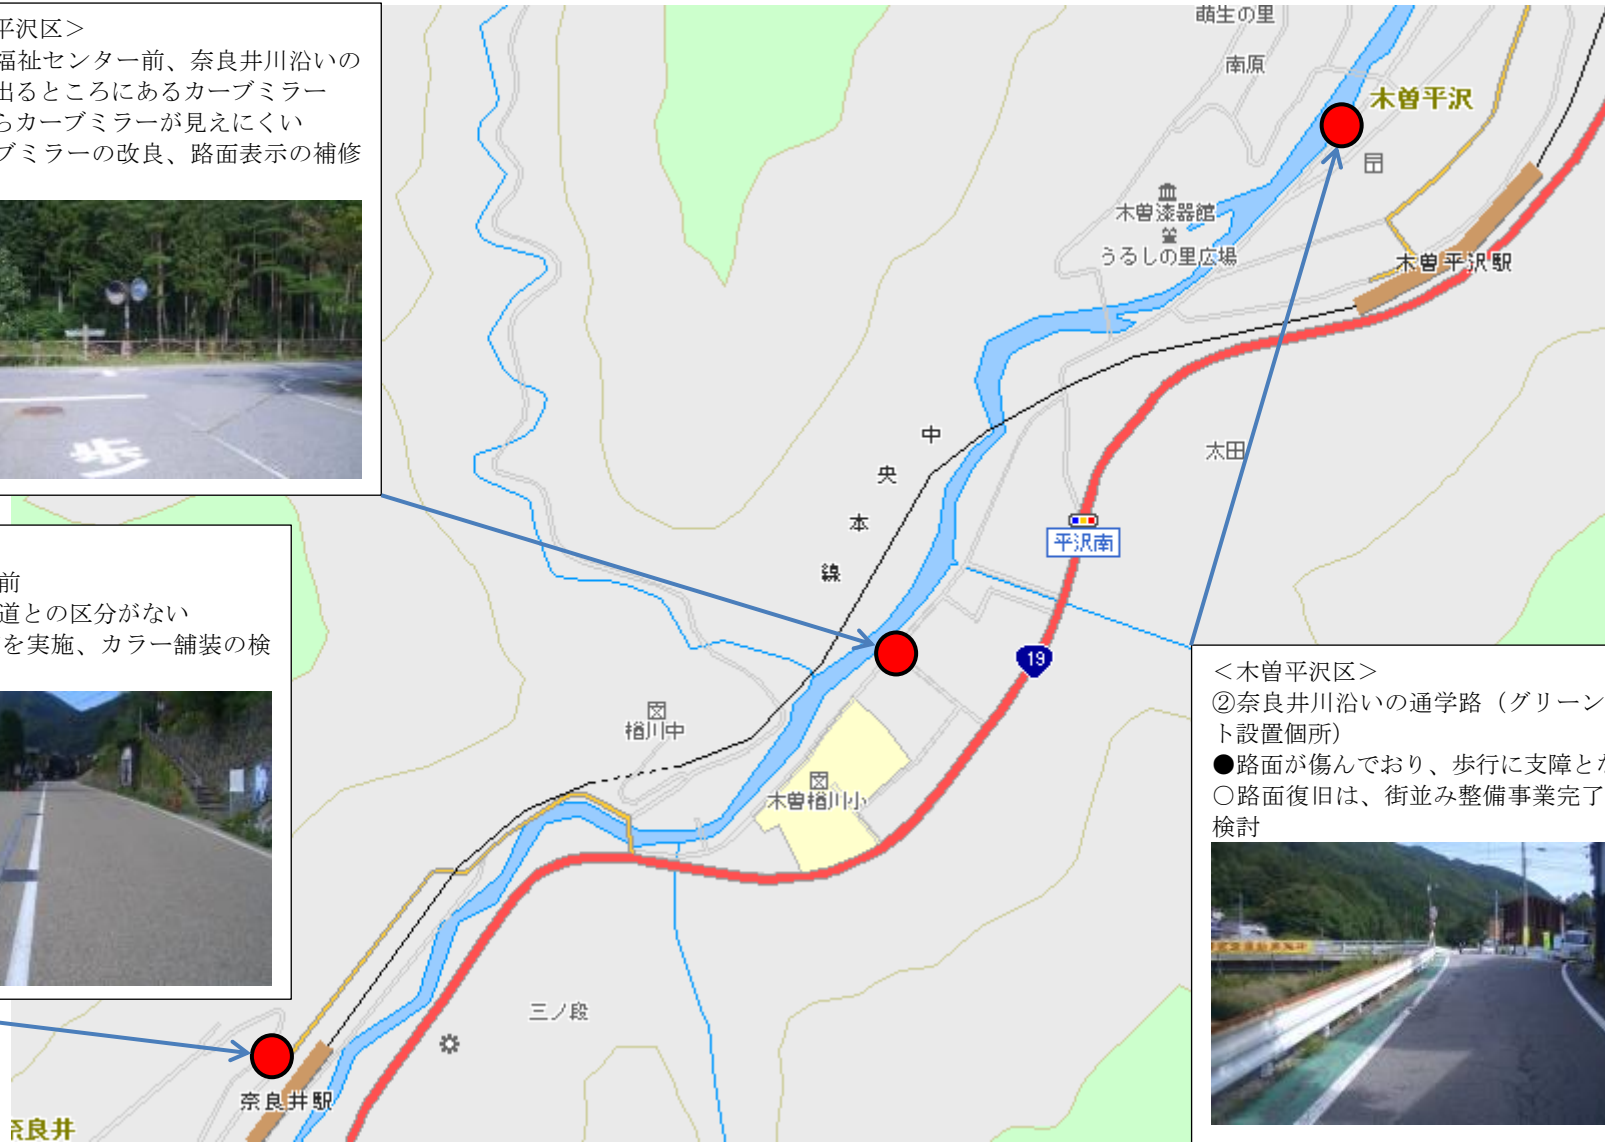 平沢区＞
福祉センター前、奈良井川沿いの
出るところにあるカーブミラー
らカーブミラーが見えにくい
ブミラーの改良、路面表示の補修
歩
前
道との区分がない
を実施、カラー舗装の検
＜木曽平沢区＞
②奈良井川沿いの通学路（グリーン
ト設置個所）
●路面が傷んでおり、歩行に支障と
○路面復旧は、街並み整備事業完了
検討
萌生の里
南原
木曽平沢
木曽漆器館
うるしの里広場
木曽平沢駅
太田
中央本線
平沢南
19
楢川中
木曽楢川小
三ノ段
奈良井駅
奈良井